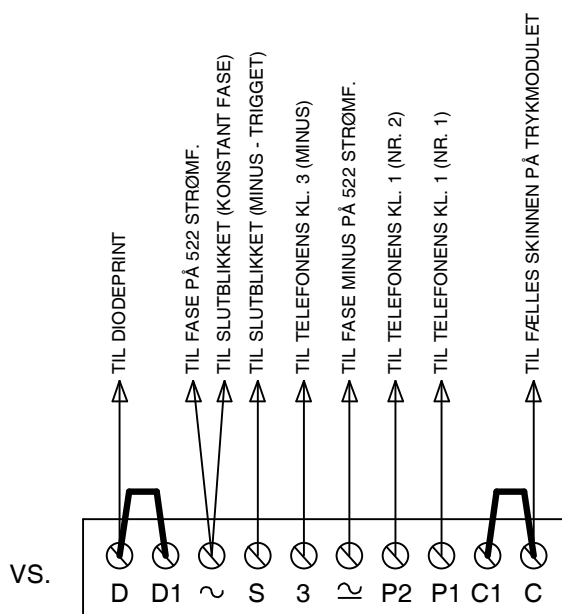 TIL DIODEPRINT
TIL FASE PÅ 522 STRØMF.
TIL SLUTBLIKKET (KONSTANT FASE)
TIL SLUTBLIKKET (MINUS - TRIGGET)
TIL TELEFONENS KL. 3 (MINUS)
TIL FASE MINUS PÅ 522 STRØMF.
TIL TELEFONENS KL. 1 (NR. 2)
TIL TELEFONENS KL. 1 (NR. 1)
TIL FÆLLES SKINNEN PÅ TRYKMODULET
VS.
D D1 ~ S 3 P2 P1 C1 C